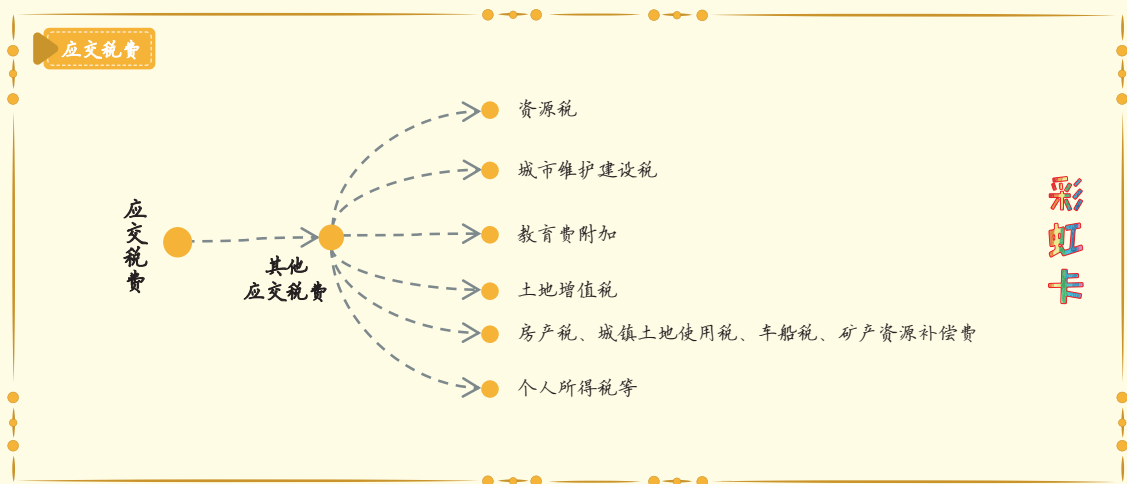 应交税费
应交税费
其他
应交税费
资源税
城市维护建设税
教育费附加
土地增值税
房产税、城镇土地使用税、车船税、矿产资源补偿费
个人所得税等
彩虹卡